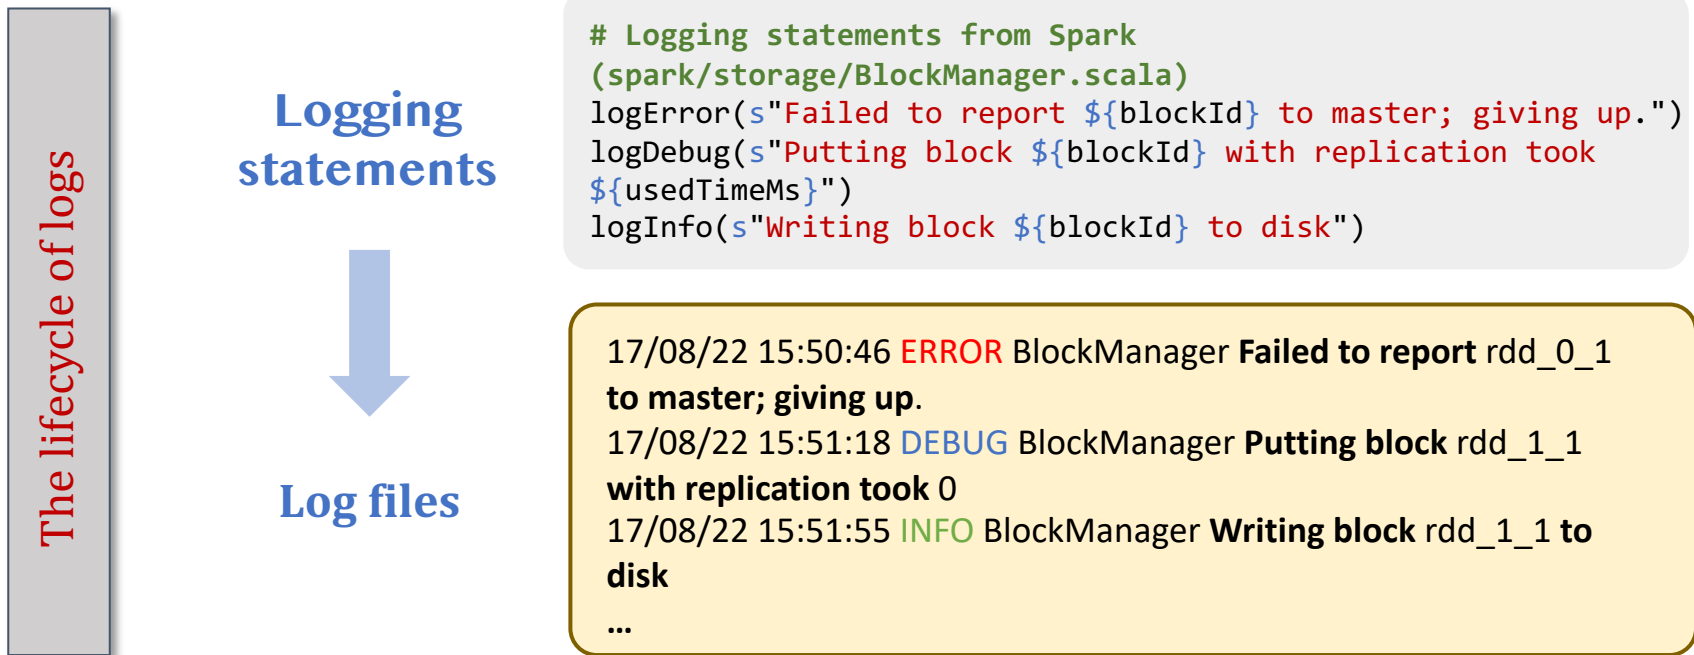 The lifecycle of logs
Logging
statements
Log files
# Logging statements from Spark
(spark/storage/BlockManager.scala)
logError(s"Failed to report ${blockId} to master; giving up.")
logDebug(s"Putting block ${blockId} with replication took
${usedTimeMs}")
logInfo(s"Writing block ${blockId} to disk")
17/08/22 15:50:46 ERROR BlockManager Failed to report rdd_0_1
to master; giving up.
17/08/22 15:51:18 DEBUG BlockManager Putting block rdd_1_1
with replication took 0
17/08/22 15:51:55 INFO BlockManager Writing block rdd_1_1 to
disk
…